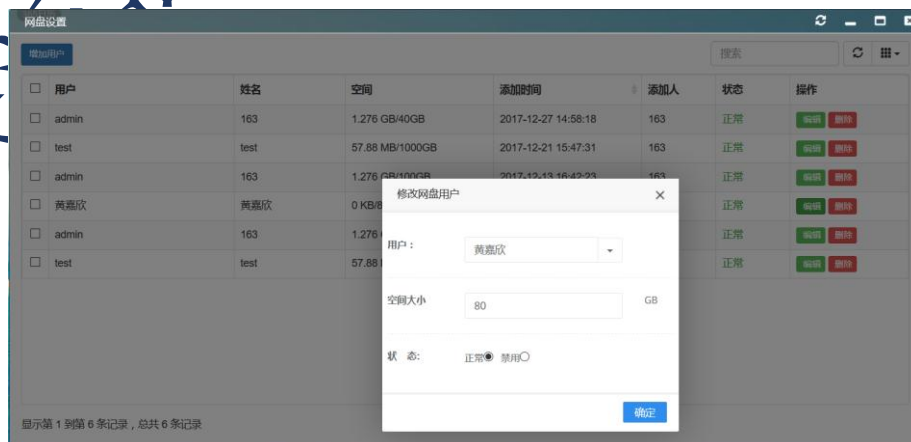 网盘设置
增加用户
搜索
用户 姓名 空间 添加时间 添加人 状态 操作
admin 163 1.276 GB/40GB 2017-12-27 14:58:18 163 正常 编辑 删除
test test 57.88 MB/1000GB 2017-12-21 15:47:31 163 正常 编辑 删除
admin 163 1.276 GB/100GB 2017-12-13 16:42:23 163 正常 编辑 删除
黄嘉欣 黄嘉欣 0 KB/8 正常 编辑 删除
admin 163 1.276 正常 编辑 删除
test test 57.88 正常 编辑 删除
修改网盘用户
用户：
黄嘉欣
空间大小
80 GB
状 态:
正常 禁用
确定
显示第 1 到第 6 条记录，总共 6 条记录